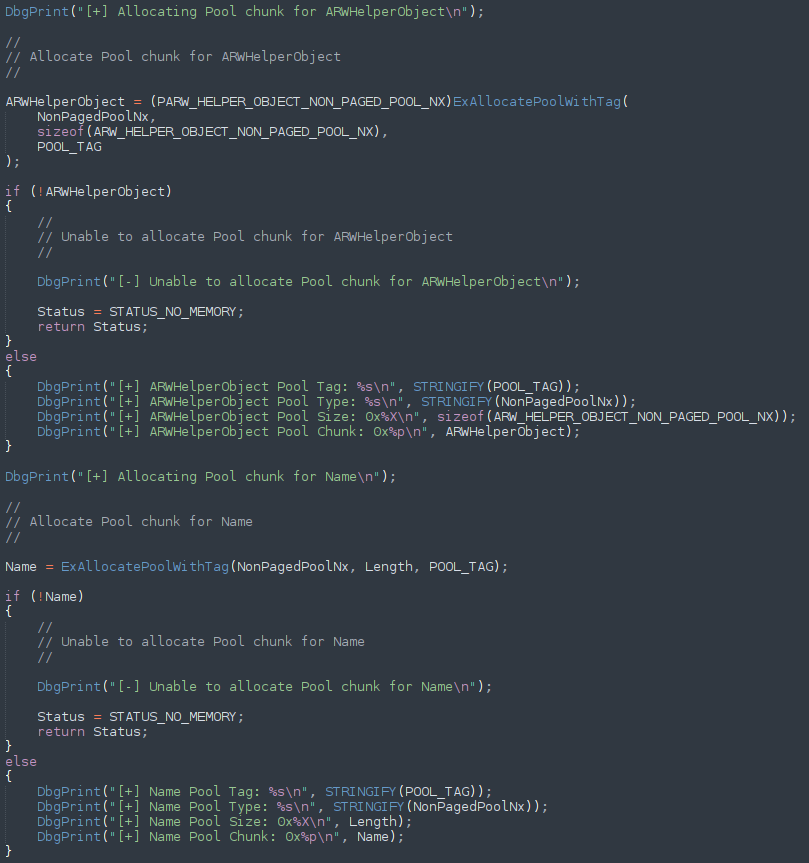 DbgPrint("[+] Allocating Pool chunk for ARWHelperObject\n");
//
// Allocate Pool chunk for ARWHelperObject
//
ARWHelperObject = (PARW_HELPER_OBJECT_NON_PAGED_POOL_NX)ExAllocatePoolWithTag(
    NonPagedPoolNx,
    sizeof(ARW_HELPER_OBJECT_NON_PAGED_POOL_NX),
    POOL_TAG
);
if (!ARWHelperObject)
{
    //
    // Unable to allocate Pool chunk for ARWHelperObject
    //
    DbgPrint("[-] Unable to allocate Pool chunk for ARWHelperObject\n");
    Status = STATUS_NO_MEMORY;
    return Status;
}
else
{
    DbgPrint("[+] ARWHelperObject Pool Tag: %s\n", STRINGIFY(POOL_TAG));
    DbgPrint("[+] ARWHelperObject Pool Type: %s\n", STRINGIFY(NonPagedPoolNx));
    DbgPrint("[+] ARWHelperObject Pool Size: 0x%X\n", sizeof(ARW_HELPER_OBJECT_NON_PAGED_POOL_NX));
    DbgPrint("[+] ARWHelperObject Pool Chunk: 0x%p\n", ARWHelperObject);
}
DbgPrint("[+] Allocating Pool chunk for Name\n");
//
// Allocate Pool chunk for Name
//
Name = ExAllocatePoolWithTag(NonPagedPoolNx, Length, POOL_TAG);
if (!Name)
{
    //
    // Unable to allocate Pool chunk for Name
    //
    DbgPrint("[-] Unable to allocate Pool chunk for Name\n");
    Status = STATUS_NO_MEMORY;
    return Status;
}
else
{
    DbgPrint("[+] Name Pool Tag: %s\n", STRINGIFY(POOL_TAG));
    DbgPrint("[+] Name Pool Type: %s\n", STRINGIFY(NonPagedPoolNx));
    DbgPrint("[+] Name Pool Size: 0x%X\n", Length);
    DbgPrint("[+] Name Pool Chunk: 0x%p\n", Name);
}